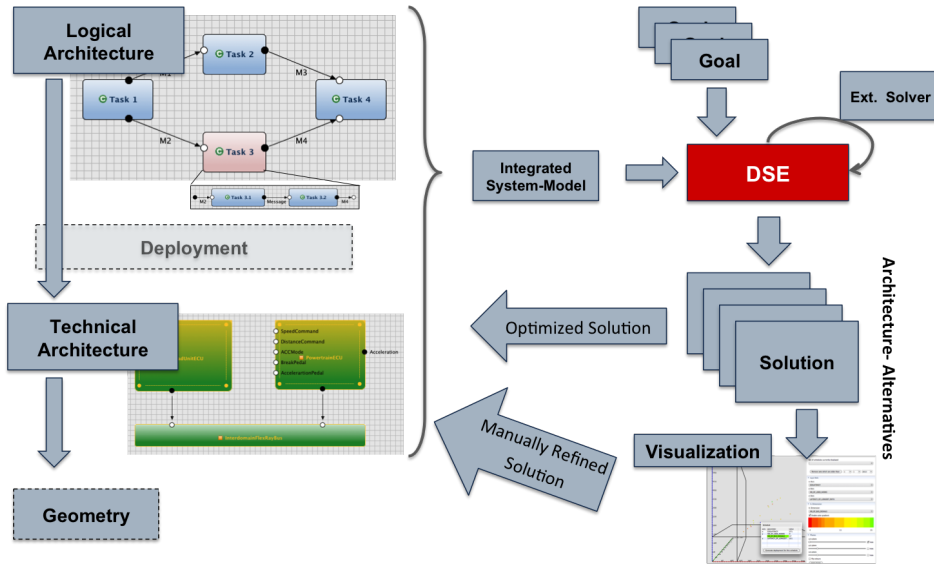 Logical
Architecture
Task 2
M3
Task 1
Task 4
M2
M4
Task 3
M2
Task 3.1
Message
Task 3.2
M4
Deployment
Technical
Architecture
SpeedCommand
DistanceCommand
ACCMode
PowertrainECU
Acceleration
BreakPedal
AccelerantionPedal
Geometry
Goal
Ext. Solver
Integrated
System-Model
DSE
Optimized Solution
Solution
Architecture- Alternatives
Manually Refined
Solution
Visualization